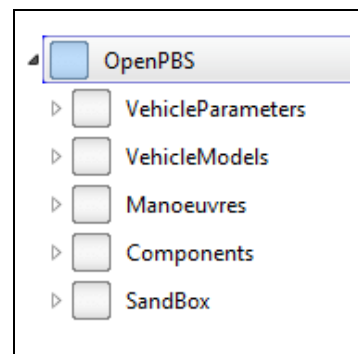 OpenPBS
VehicleParameters
VehicleModels
Manoeuvres
Components
SandBox